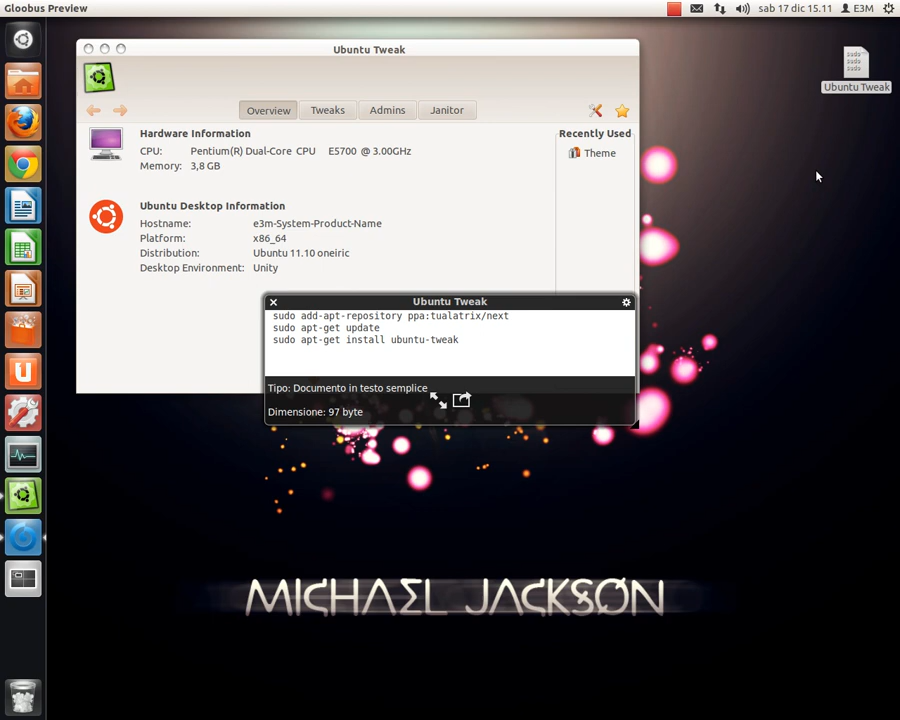 Gloobus Preview
sab 17 dic 15.11
E3M
Ubuntu Tweak
Overview
Tweaks
Admins
Janitor
Hardware Information
CPU: Pentium(R) Dual-Core CPU E5700 @ 3.00GHz
Memory: 3,8 GB
Ubuntu Desktop Information
Hostname: e3m-System-Product-Name
Platform: x86_64
Distribution: Ubuntu 11.10 oneiric
Desktop Environment: Unity
Recently Used
Theme
sudo
sudo
sudo
Ubuntu Tweak
Ubuntu Tweak
sudo add-apt-repository ppa:tualatrix/next
sudo apt-get update
sudo apt-get install ubuntu-tweak
Tipo: Documento in testo semplice
Dimensione: 97 byte
MICHAEL JACKSON